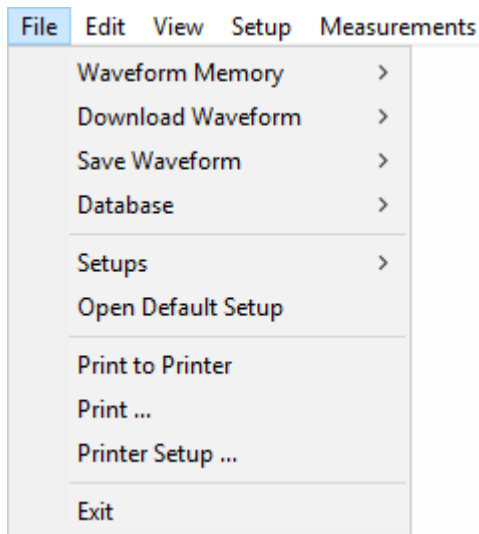 File Edit View Setup Measurements
Waveform Memory >
Download Waveform >
Save Waveform >
Database >
Setups >
Open Default Setup
Print to Printer
Print ...
Printer Setup ...
Exit